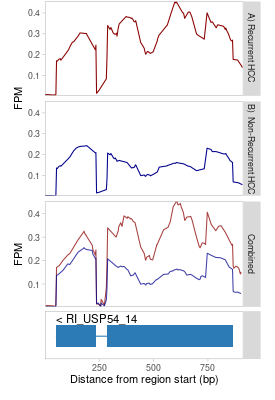 0.4
0.3
0.2
0.1
FPM
A) Recurrent HCC
0.4
0.3
0.2
0.1
B) Non-Recurrent HCC
0.4
0.3
0.2
0.1
FPM
Combined
< RI_USP54_14
250
500
750
Distance from region start (bp)